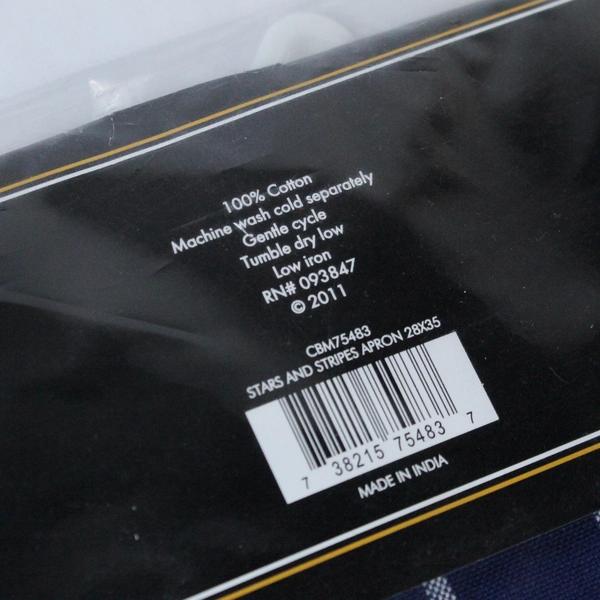 100% Cotton
Machine wash cold separately
Gentle cycle
Tumble dry low
Low iron
RN# 093847
© 2011
CBM75483
STARS AND STRIPES APRON 28X35
7 38215 75483 7
MADE IN INDIA